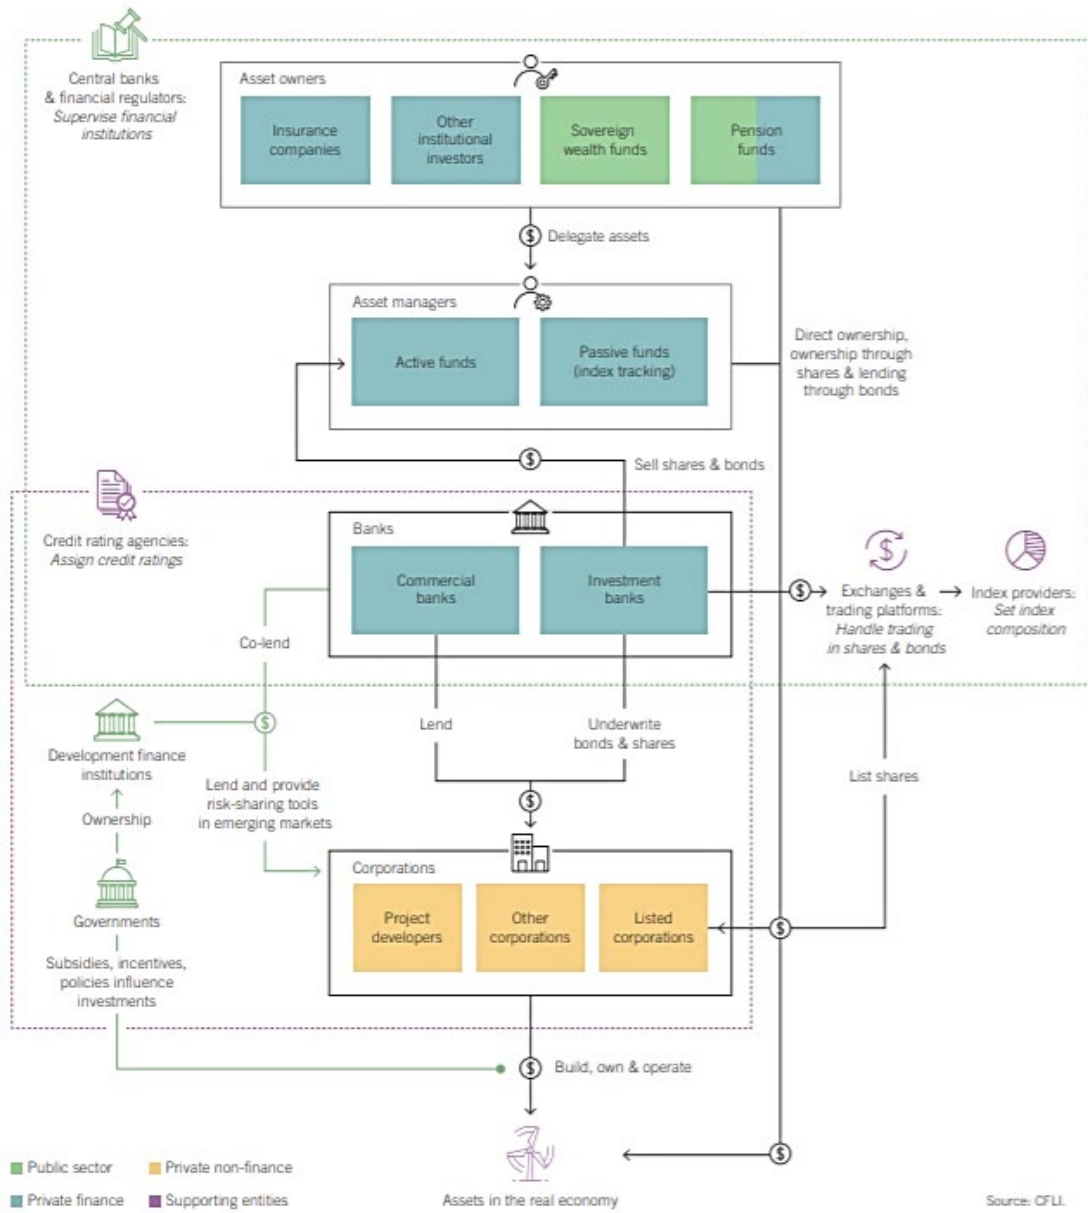 Central banks
& financial regulators:
Supervise financial
institutions
Asset owners
Insurance
companies
Other
institutional
investors
Sovereign
wealth funds
Pension
funds
$ Delegate assets
Asset managers
Active funds
Passive funds
(index tracking)
Direct ownership,
ownership through
shares & lending
through bonds
$
Sell shares & bonds
Credit rating agencies:
Assign credit ratings
Banks
Commercial
banks
Investment
banks
$
$
Exchanges &
trading platforms:
Handle trading
in shares & bonds
Index providers:
Set index
composition
Co-lend
$
Development finance
institutions
Lend
Underwrite
bonds & shares
List shares
Lend and provide
risk-sharing tools
in emerging markets
$
Ownership
Governments
Corporations
Project
developers
Other
corporations
Listed
corporations
$
Subsidies, incentives,
policies influence
investments
$ Build, own & operate
$
Assets in the real economy
Public sector
Private non-finance
Private finance
Supporting entities
Source: CFLI.